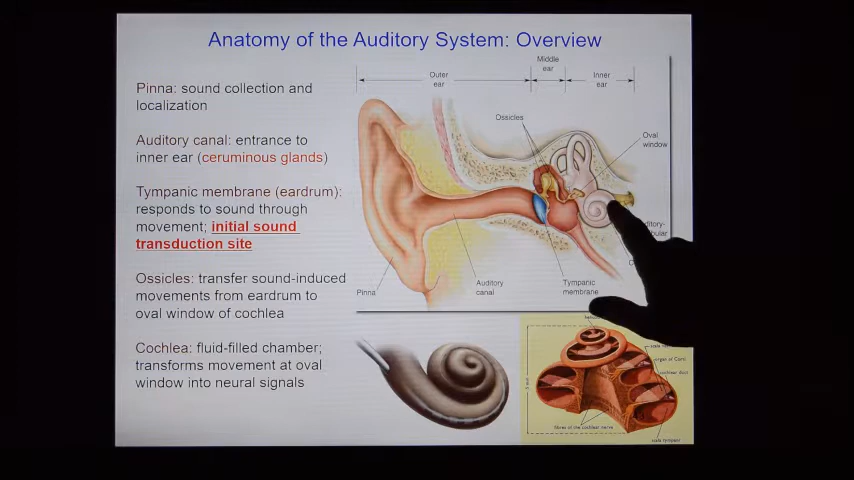 Anatomy of the Auditory System: Overview
Pinna: sound collection and
localization
Auditory canal: entrance to
inner ear (ceruminous glands)
Tympanic membrane (eardrum):
responds to sound through
movement; initial sound
transduction site
Ossicles: transfer sound-induced
movements from eardrum to
oval window of cochlea
Cochlea: fluid-filled chamber;
transforms movement at oval
window into neural signals
Outer
ear
Middle
ear
Inner
ear
Ossicles
Oval
window
Pinna
Auditory
canal
Tympanic
membrane
organ of Corti
cochlear duct
fibres of the cochlear nerve
scala tympani